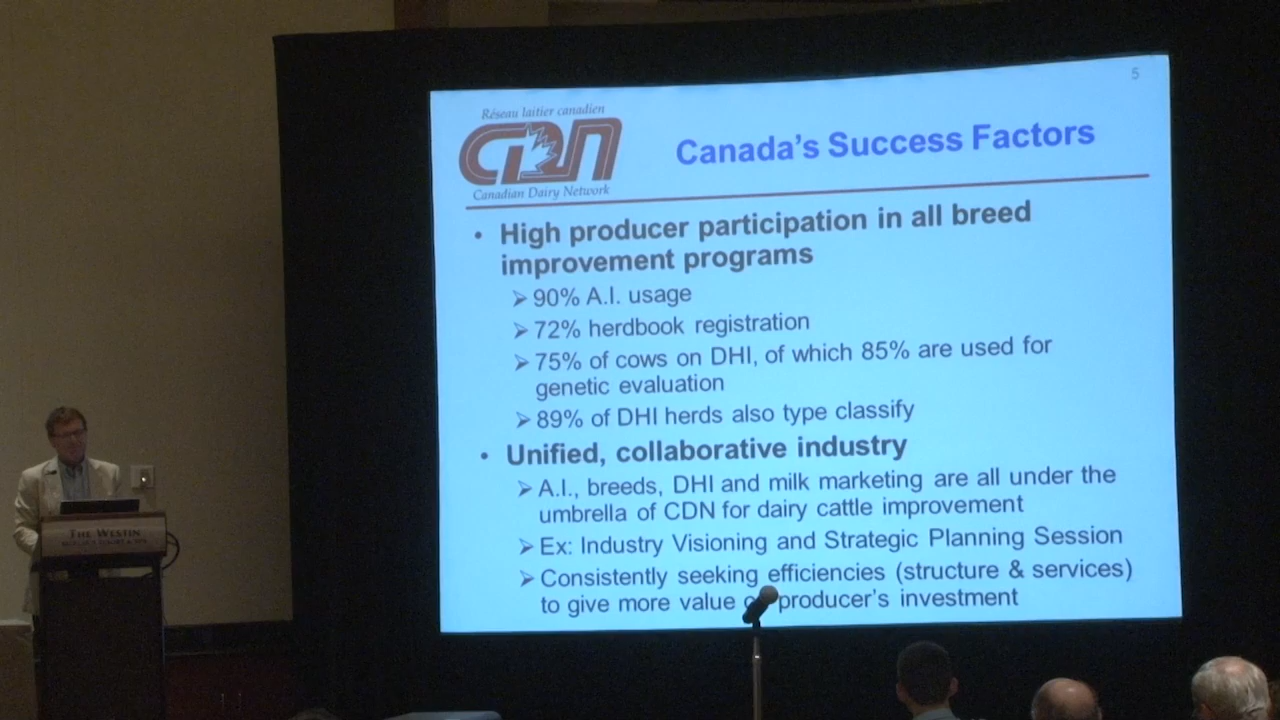 5
Réseau laitier canadien
CDN
Canadian Dairy Network
Canada's Success Factors
• High producer participation in all breed
improvement programs
➢ 90% A.I. usage
➢ 72% herdbook registration
➢ 75% of cows on DHI, of which 85% are used for
genetic evaluation
➢ 89% of DHI herds also type classify
• Unified, collaborative industry
➢ A.I., breeds, DHI and milk marketing are all under the
umbrella of CDN for dairy cattle improvement
➢ Ex: Industry Visioning and Strategic Planning Session
➢ Consistently seeking efficiencies (structure & services)
to give more value producer's investment
THE WESTIN